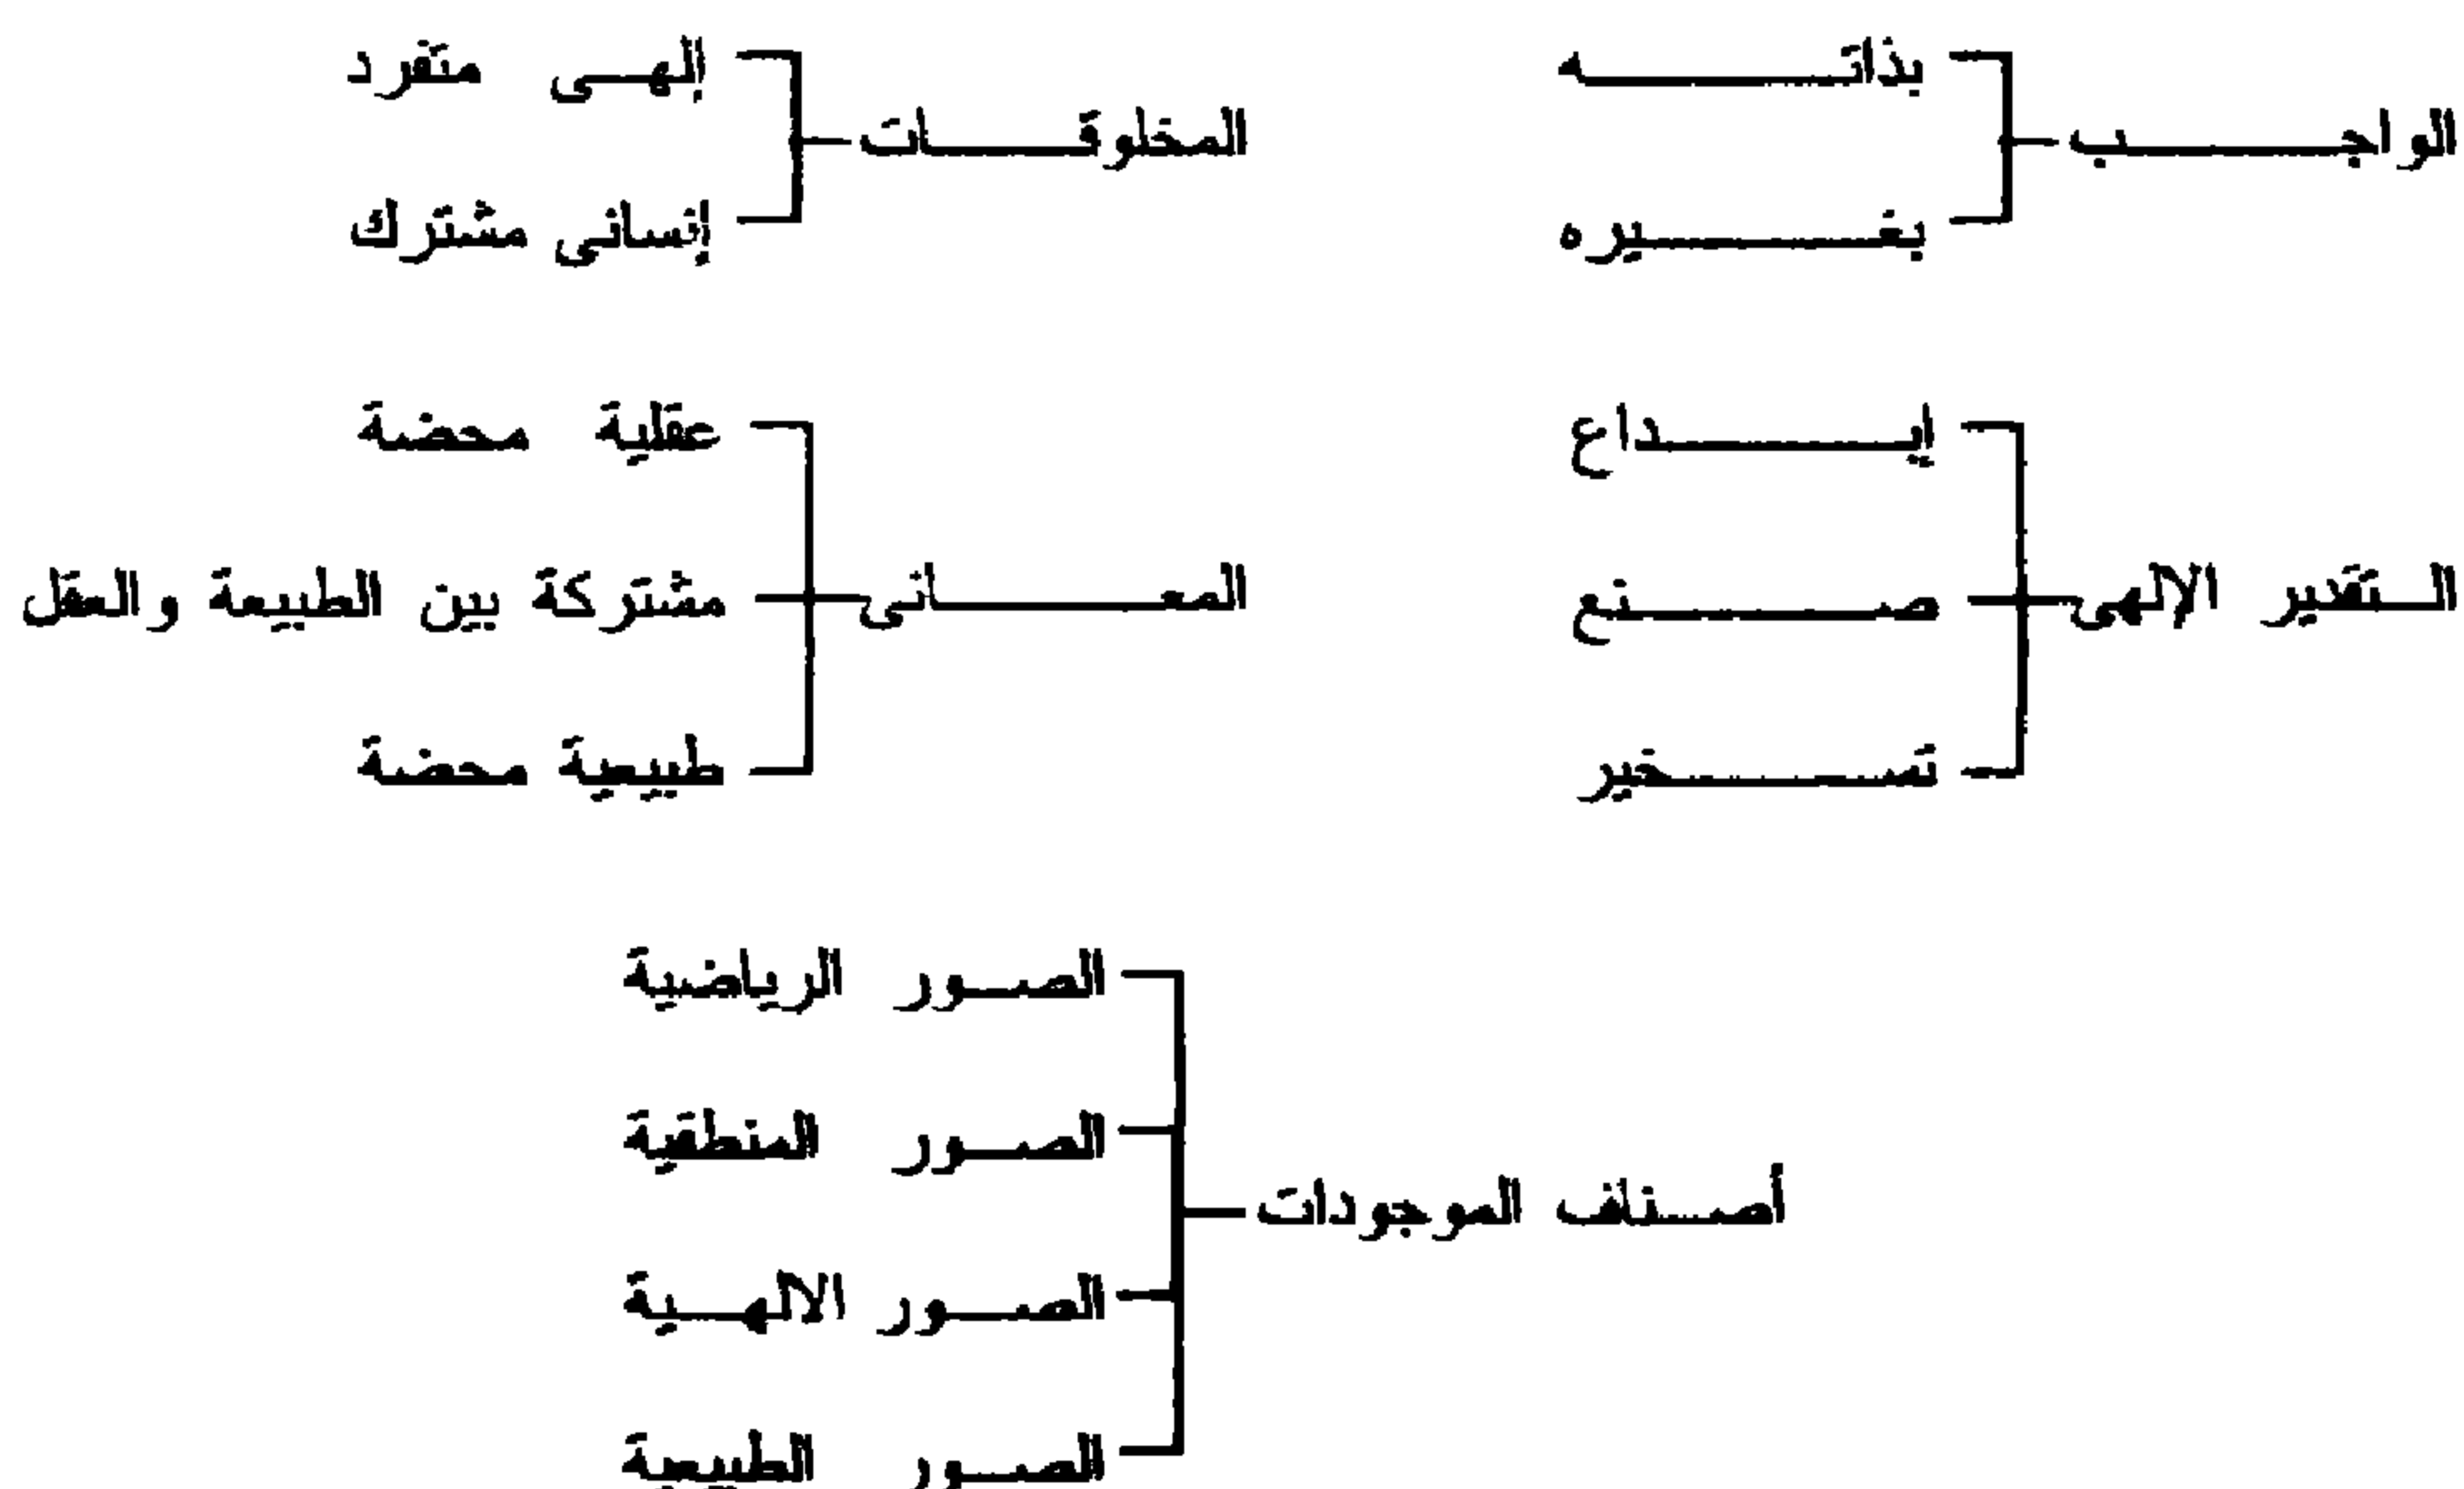 بذاته إلهى متفرد
الواجب المخلوقات
بغيره إنسانى مشترك
إبداع عقلية محضة
التقدير الإلهى صنع المعانى مشتركة بين الطبيعة والعقل
تسخير طبيعية محضة
الصور الرياضية
الصور المنطقية
أصناف الموجودات
الصور الالهية
الصور الطبيعية